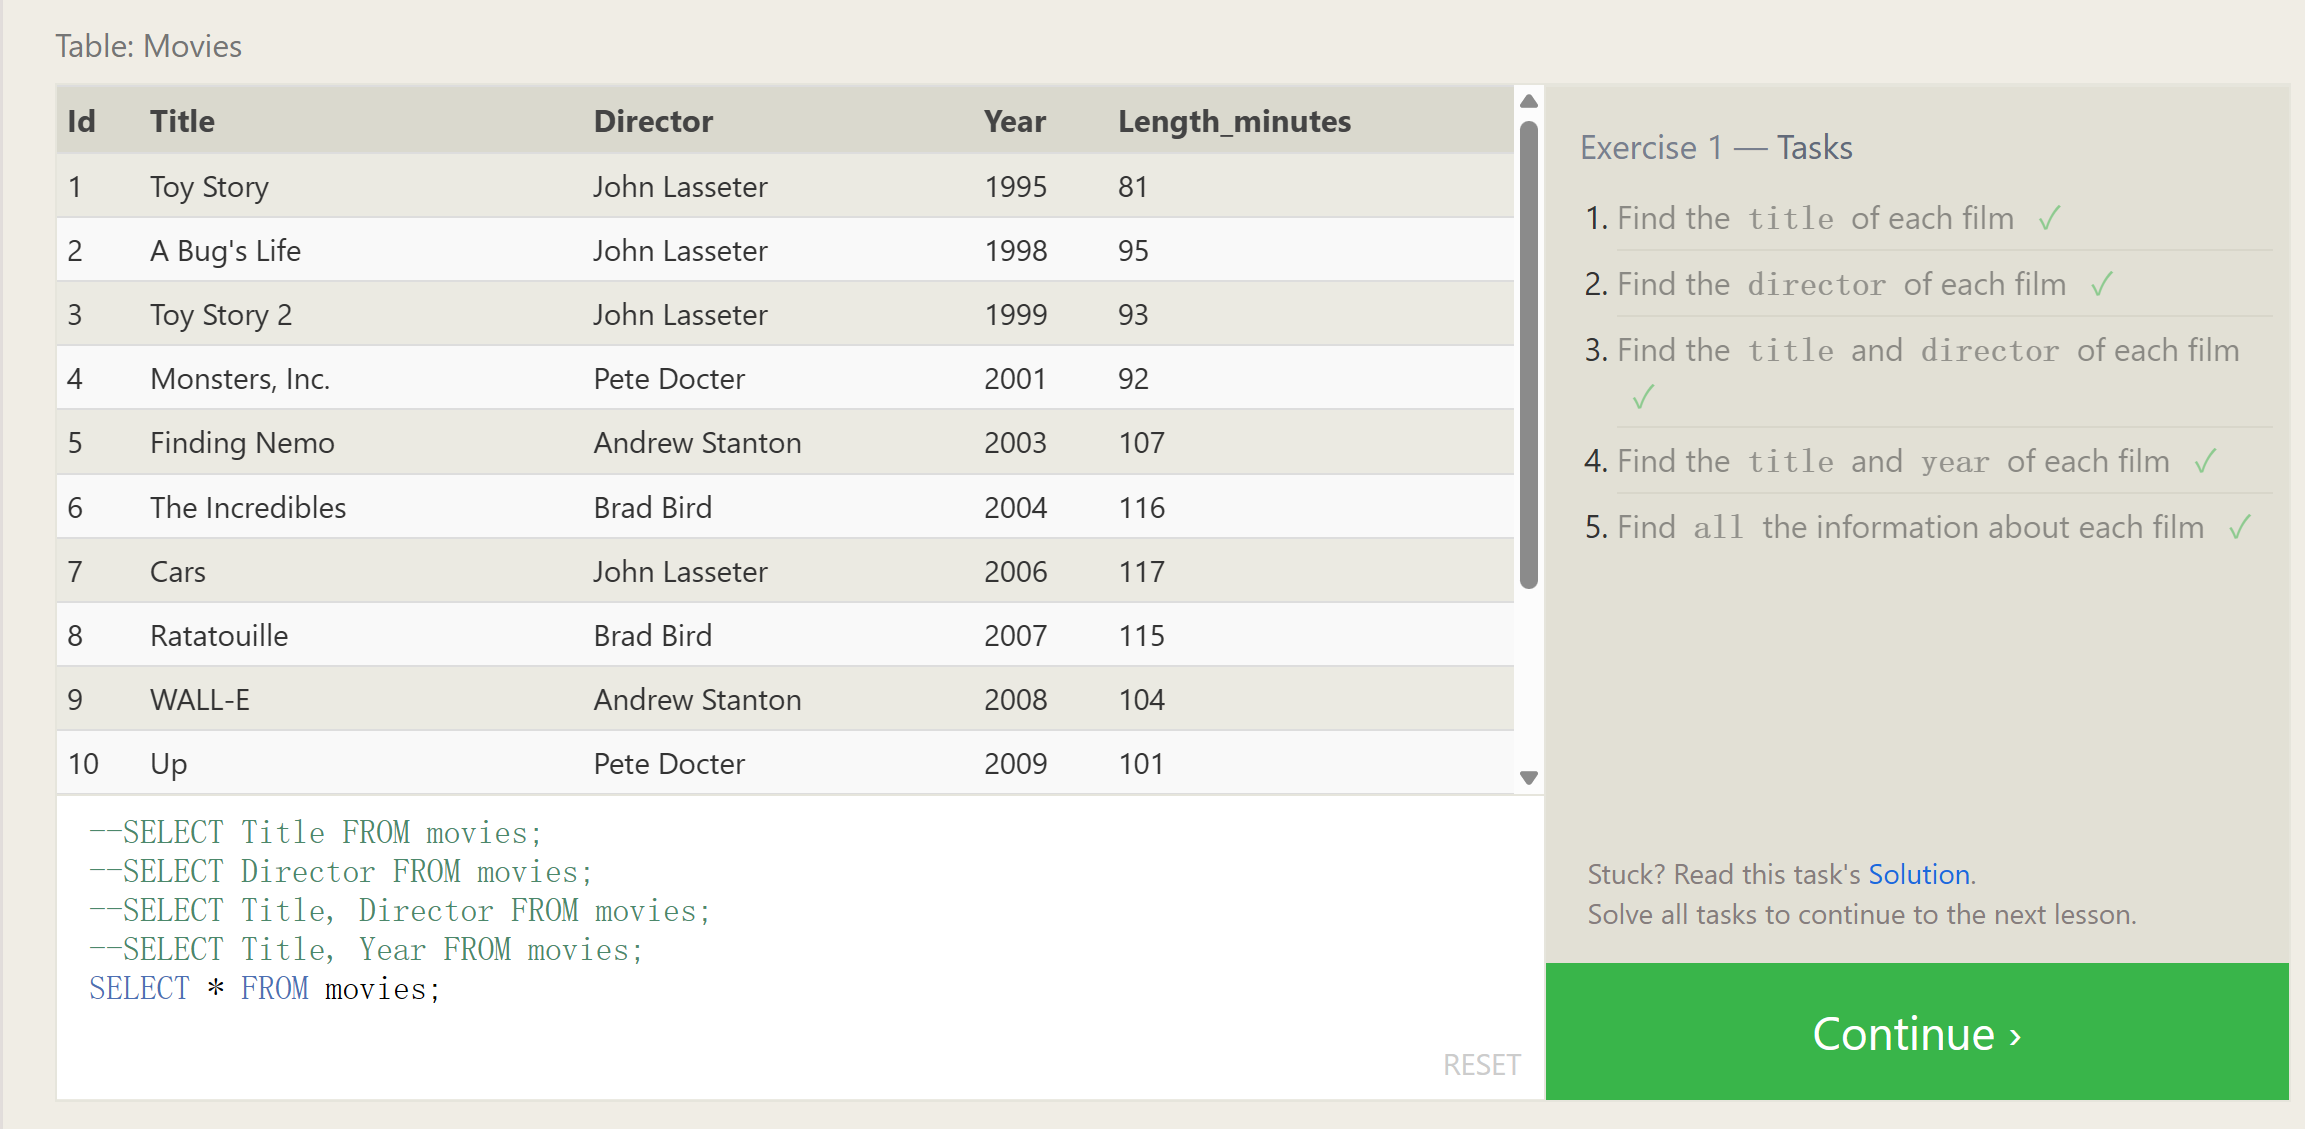 Table: Movies
Id Title Director Year Length_minutes
1 Toy Story John Lasseter 1995 81
2 A Bug's Life John Lasseter 1998 95
3 Toy Story 2 John Lasseter 1999 93
4 Monsters, Inc. Pete Docter 2001 92
5 Finding Nemo Andrew Stanton 2003 107
6 The Incredibles Brad Bird 2004 116
7 Cars John Lasseter 2006 117
8 Ratatouille Brad Bird 2007 115
9 WALL-E Andrew Stanton 2008 104
10 Up Pete Docter 2009 101
--SELECT Title FROM movies;
--SELECT Director FROM movies;
--SELECT Title, Director FROM movies;
--SELECT Title, Year FROM movies;
SELECT * FROM movies;
RESET
Exercise 1 — Tasks
1. Find the title of each film ✓
2. Find the director of each film ✓
3. Find the title and director of each film
✓
4. Find the title and year of each film ✓
5. Find all the information about each film ✓
Stuck? Read this task's Solution.
Solve all tasks to continue to the next lesson.
Continue ›